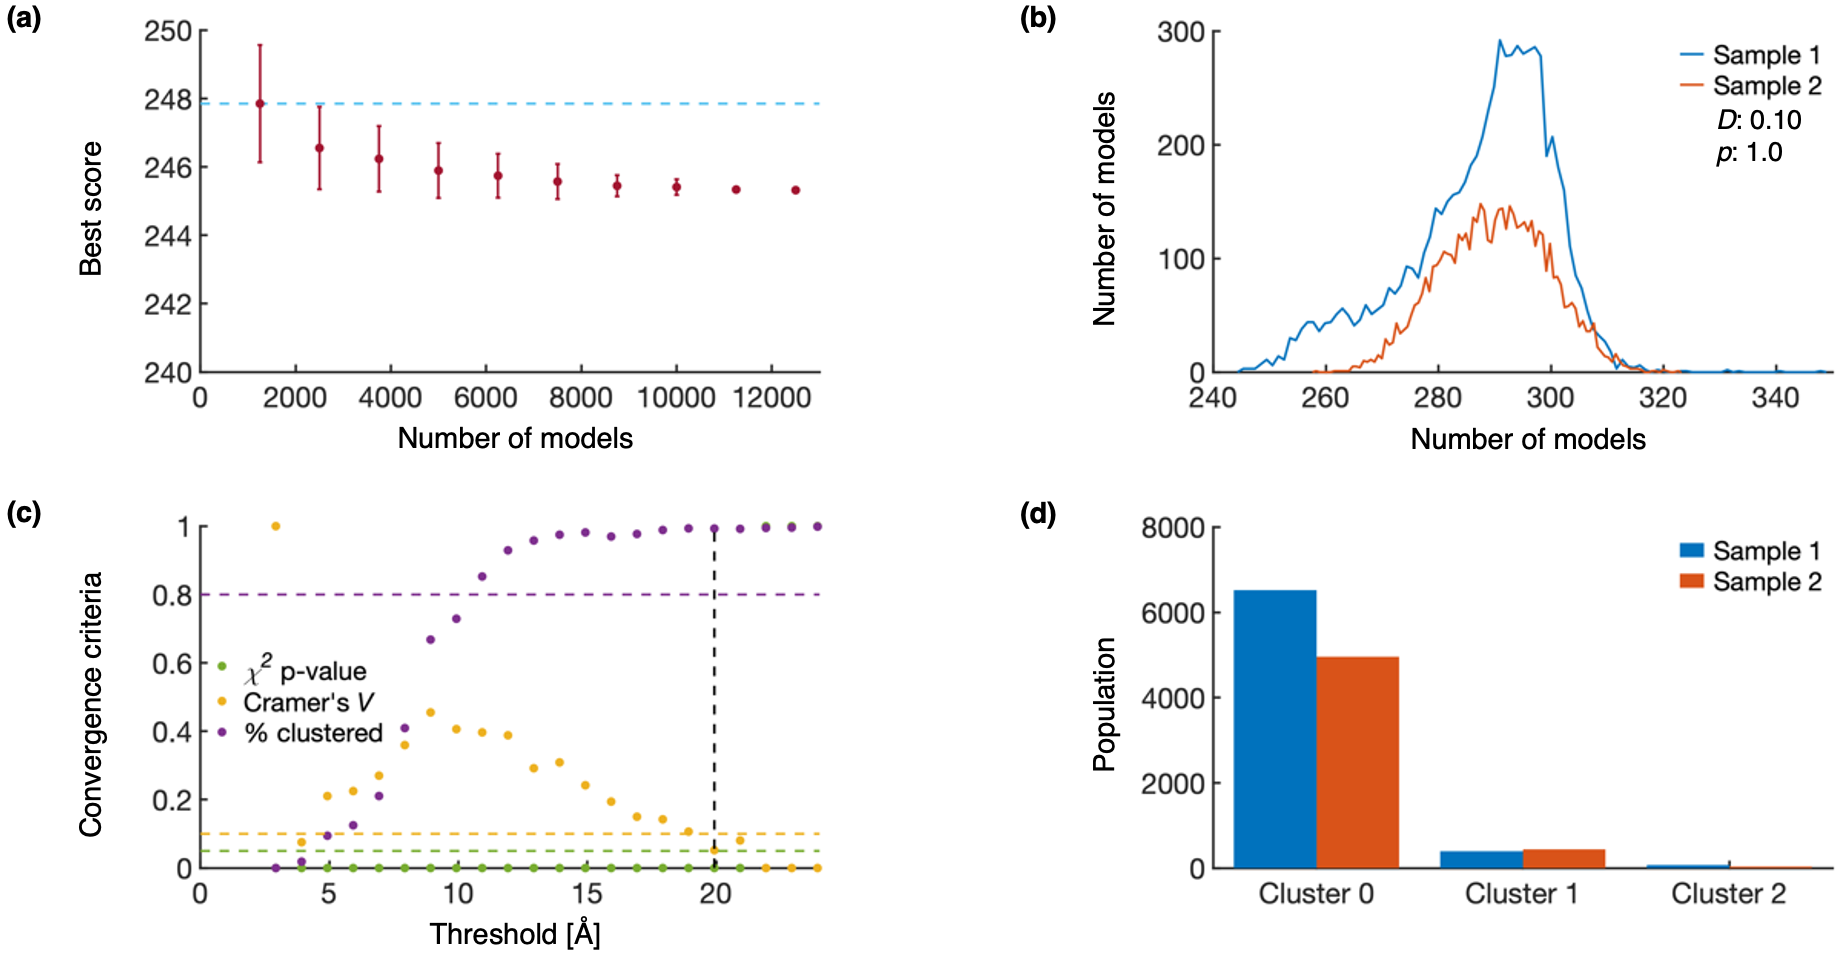 (a)
250
248
246
244
242
240
0 2000 4000 6000 8000 10000 12000
Best score
Number of models
(b)
300
200
100
0
240 260 280 300 320 340
Number of models
Number of models
Sample 1
Sample 2
D: 0.10
p: 1.0
(c)
1
0.8
0.6
0.4
0.2
0
0 5 10 15 20
Convergence criteria
Threshold [Å]
χ² p-value
Cramer's V
% clustered
(d)
8000
6000
4000
2000
0
Population
Cluster 0 Cluster 1 Cluster 2
Sample 1
Sample 2